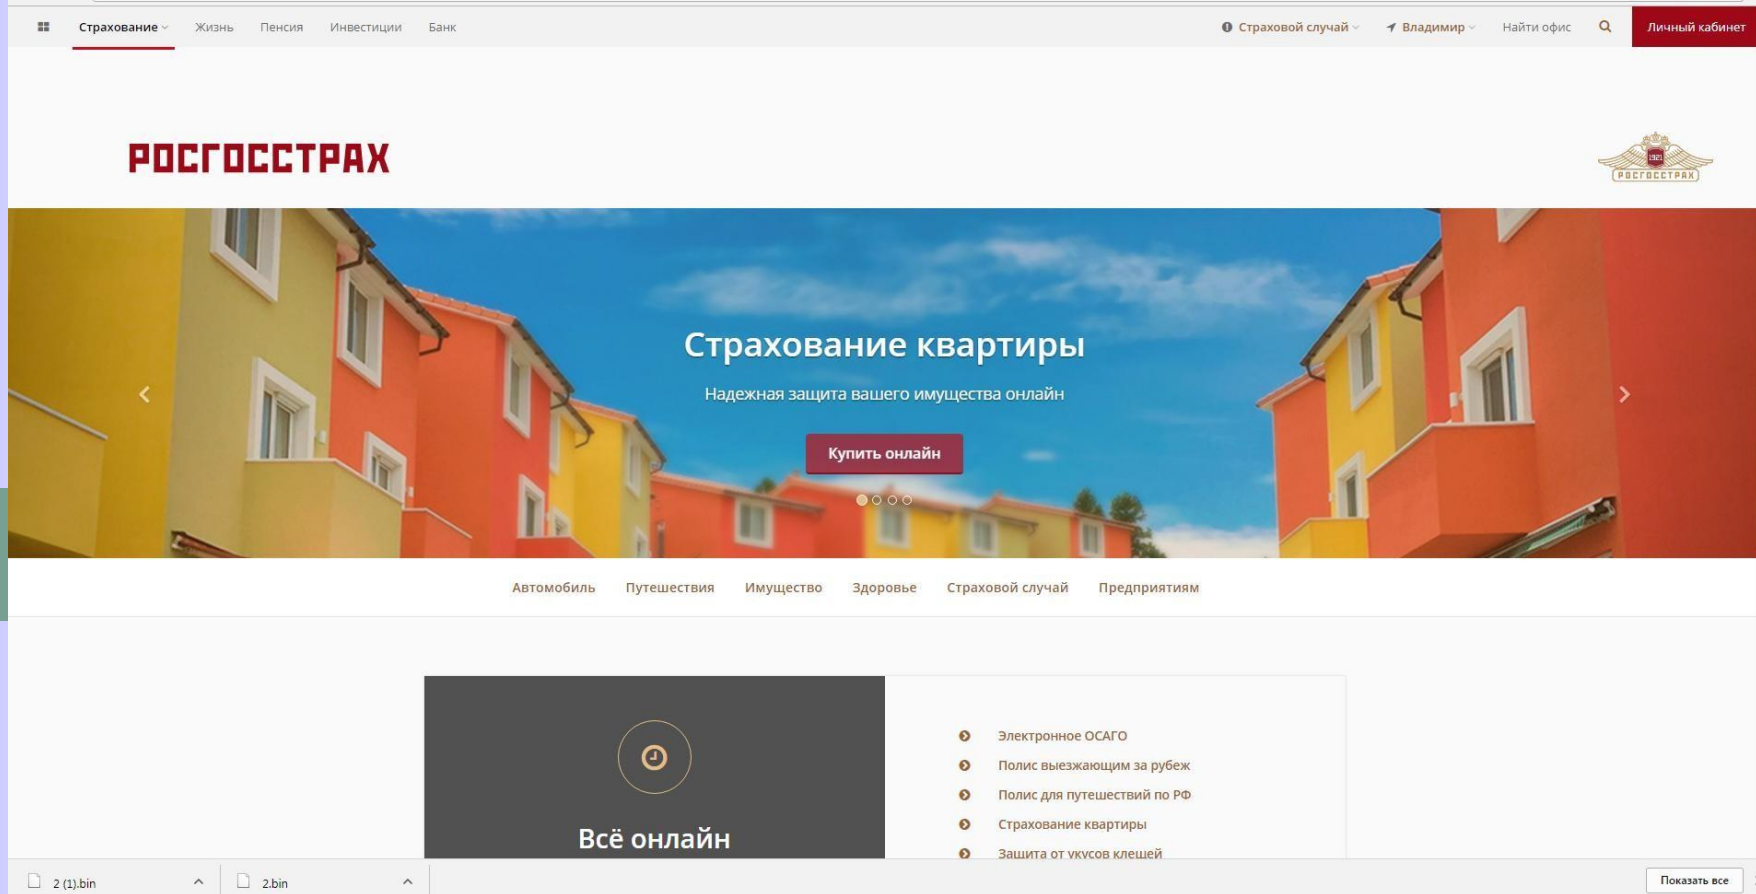 Страхование Жизнь Пенсия Инвестиции Банк Страховой случай Владимир Найти офис Личный кабинет
РОСГОССТРАХ
1921
РОСГОССТРАХ
Страхование квартиры
Надежная защита вашего имущества онлайн
Купить онлайн
Автомобиль Путешествия Имущество Здоровье Страховой случай Предприятиям
Всё онлайн
Электронное ОСАГО
Полис выезжающим за рубеж
Полис для путешествий по РФ
Страхование квартиры
Защита от укусов клещей
2 (1).bin 2.bin Показать все